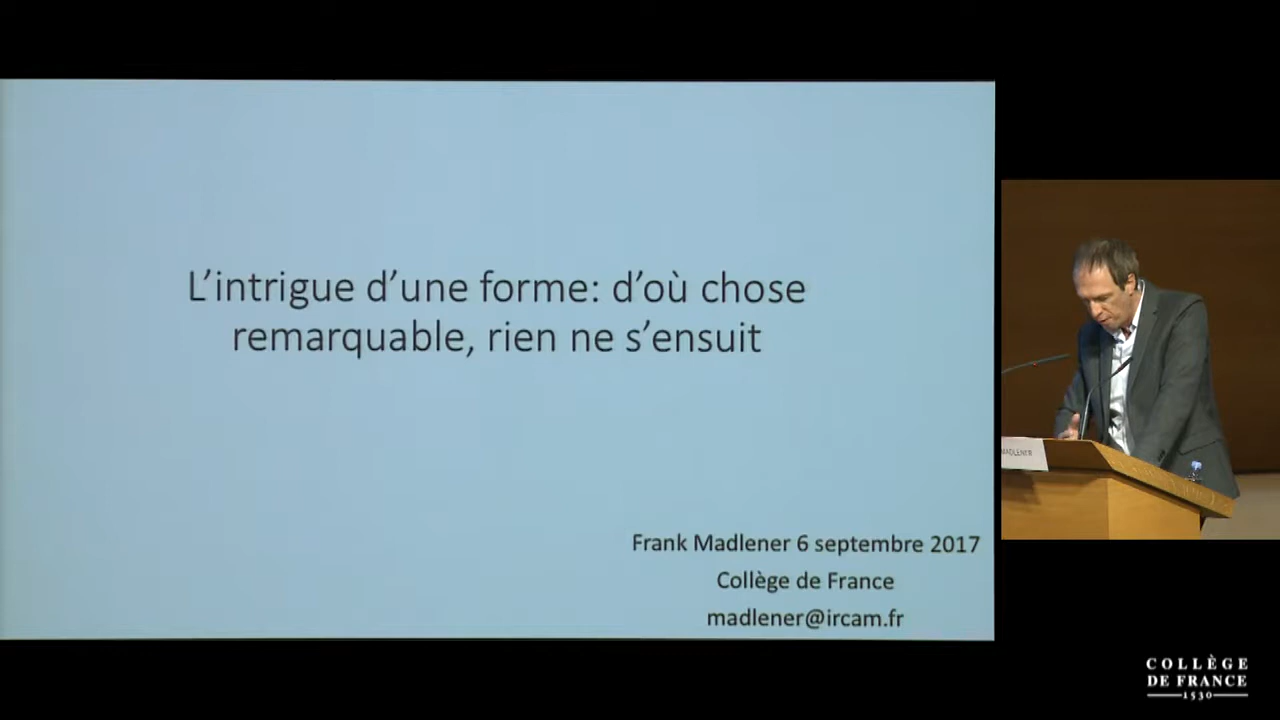 L’intrigue d’une forme: d’où chose
remarquable, rien ne s’ensuit
Frank Madlener 6 septembre 2017
Collège de France
madlener@ircam.fr
MADLENER
COLLÈGE
DE FRANCE
1530